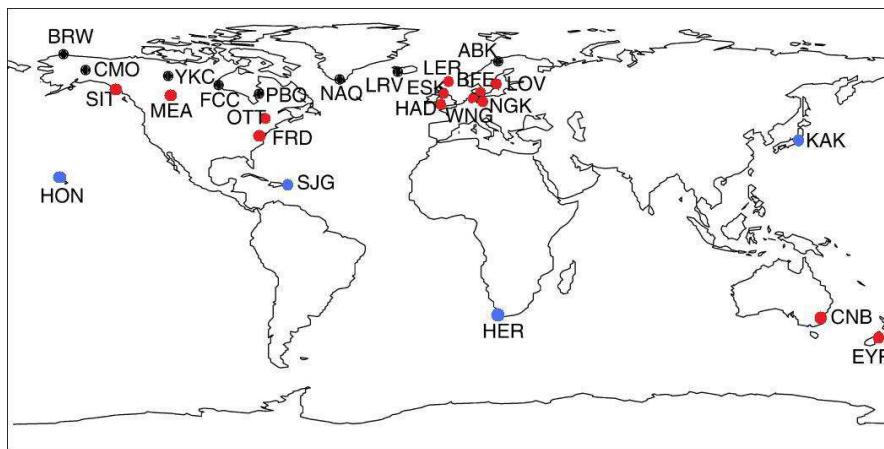 BRW
ABK
CMO
YKC
LER
BFE
LOV
LRV
NAQ
SIT
MEA
FCC
PBQ
ESK
HAD
NGK
WNG
OTT
FRD
KAK
HON
SJG
HER
CNB
EYR